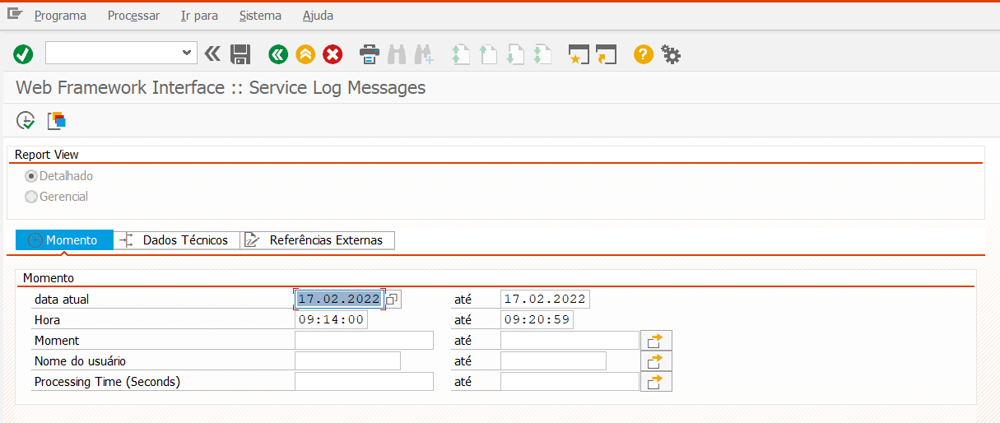 Programa Processar Ir para Sistema Ajuda
Web Framework Interface :: Service Log Messages
Report View
Detalhado
Gerencial
Momento Dados Técnicos Referências Externas
Momento
data atual 17.02.2022 até 17.02.2022
Hora 09:14:00 até 09:20:59
Moment até
Nome do usuário até
Processing Time (Seconds) até